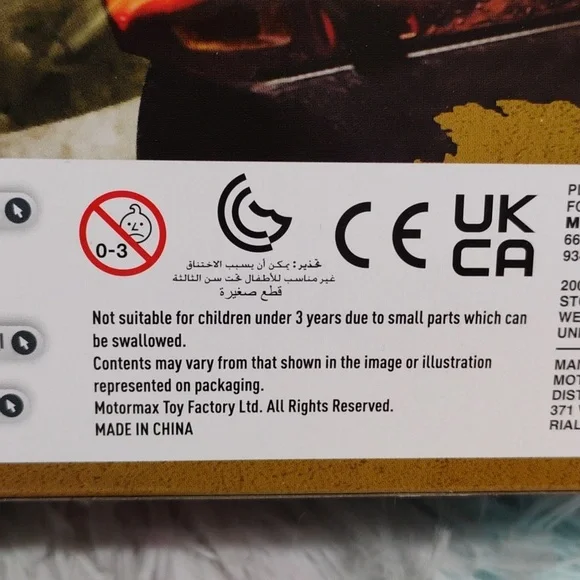 0-3
CE
UK
CA
تحذير: يمكن أن يسبب الاختناق
غير مناسب للأطفال تحت سن الثالثة
قطع صغيرة
Not suitable for children under 3 years due to small parts which can
be swallowed.
Contents may vary from that shown in the image or illustration
represented on packaging.
Motormax Toy Factory Ltd. All Rights Reserved.
MADE IN CHINA